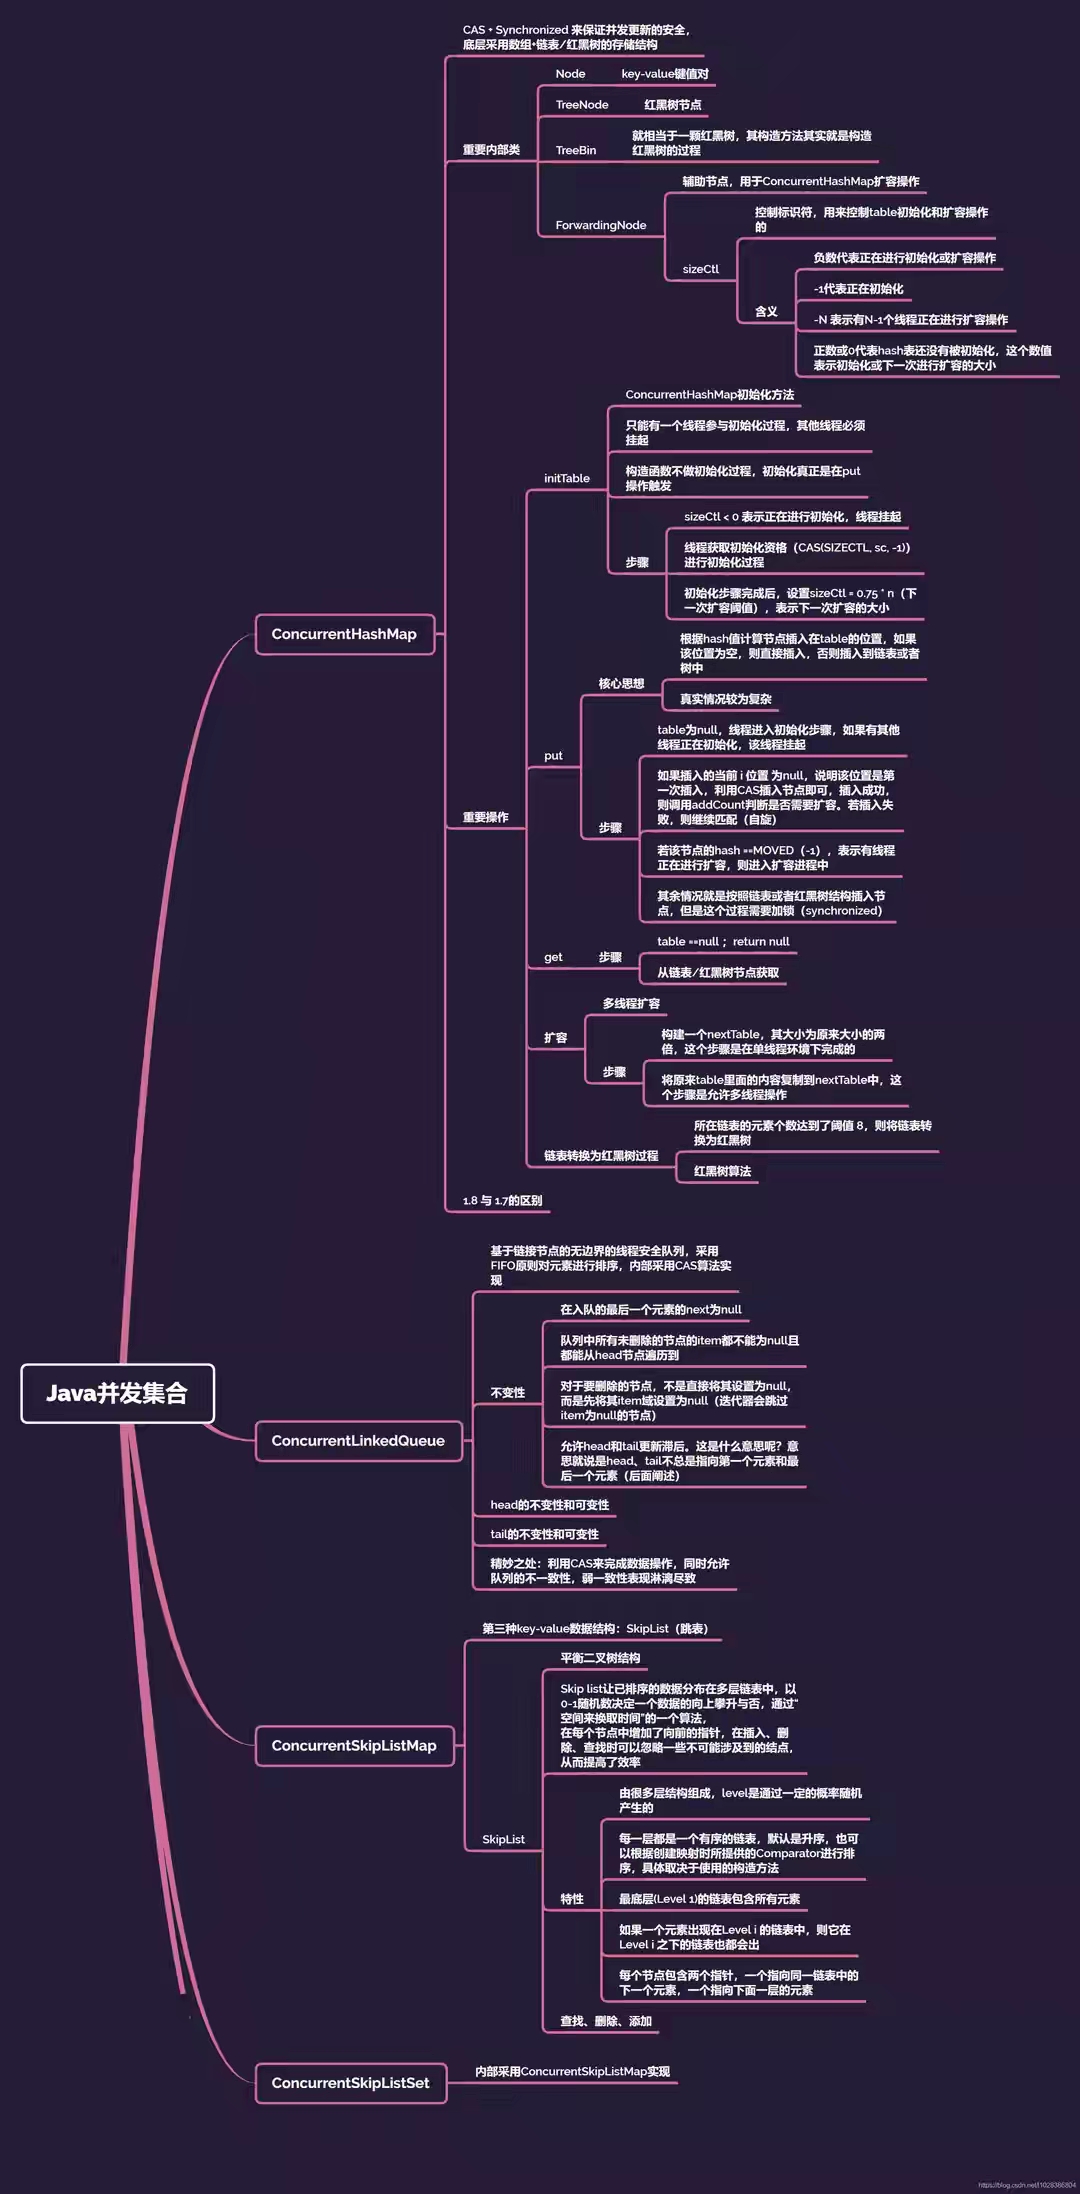 CAS + Synchronized 来保证并发更新的安全，
底层采用数组+链表/红黑树的存储结构
Node
key-value键值对
TreeNode
红黑树节点
重要内部类
TreeBin
就相当于一颗红黑树，其构造方法其实就是构造
红黑树的过程
ForwardingNode
辅助节点，用于ConcurrentHashMap扩容操作
sizeCtl
控制标识符，用来控制table初始化和扩容操作
的
含义
负数代表正在进行初始化或扩容操作
-1代表正在初始化
-N 表示有N-1个线程正在进行扩容操作
正数或0代表hash表还没有被初始化，这个数值
表示初始化或下一次进行扩容的大小
ConcurrentHashMap
重要操作
initTable
ConcurrentHashMap初始化方法
只能有一个线程参与初始化过程，其他线程必须
挂起
构造函数不做初始化过程，初始化真正是在put
操作触发
步骤
sizeCtl < 0 表示正在进行初始化，线程挂起
线程获取初始化资格（CAS(SIZECTL, sc, -1)）
进行初始化过程
初始化步骤完成后，设置sizeCtl = 0.75 * n（下
一次扩容阈值），表示下一次扩容的大小
put
核心思想
根据hash值计算节点插入在table的位置，如果
该位置为空，则直接插入，否则插入到链表或者
树中
真实情况较为复杂
步骤
table为null，线程进入初始化步骤，如果有其他
线程正在初始化，该线程挂起
如果插入的当前 i 位置 为null，说明该位置是第
一次插入，利用CAS插入节点即可，插入成功，
则调用addCount判断是否需要扩容。若插入失
败，则继续匹配（自旋）
若该节点的hash ==MOVED（-1），表示有线程
正在进行扩容，则进入扩容进程中
其余情况就是按照链表或者红黑树结构插入节
点，但是这个过程需要加锁（synchronized）
get
步骤
table ==null ；return null
从链表/红黑树节点获取
扩容
多线程扩容
步骤
构建一个nextTable，其大小为原来大小的两
倍，这个步骤是在单线程环境下完成的
将原来table里面的内容复制到nextTable中，这
个步骤是允许多线程操作
链表转换为红黑树过程
所在链表的元素个数达到了阈值 8，则将链表转
换为红黑树
红黑树算法
1.8 与 1.7的区别
Java并发集合
ConcurrentLinkedQueue
基于链接节点的无边界的线程安全队列，采用
FIFO原则对元素进行排序，内部采用CAS算法实
现
不变性
在入队的最后一个元素的next为null
队列中所有未删除的节点的item都不能为null且
都能从head节点遍历到
对于要删除的节点，不是直接将其设置为null，
而是先将其item域设置为null（迭代器会跳过
item为null的节点）
允许head和tail更新滞后。这是什么意思呢？意
思就说是head、tail不总是指向第一个元素和最
后一个元素（后面阐述）
head的不变性和可变性
tail的不变性和可变性
精妙之处：利用CAS来完成数据操作，同时允许
队列的不一致性，弱一致性表现淋漓尽致
ConcurrentSkipListMap
第三种key-value数据结构：SkipList（跳表）
SkipList
平衡二叉树结构
Skip list让已排序的数据分布在多层链表中，以
0-1随机数决定一个数据的向上攀升与否，通过"
空间来换取时间"的一个算法，
在每个节点中增加了向前的指针，在插入、删
除、查找时可以忽略一些不可能涉及到的结点，
从而提高了效率
特性
由很多层结构组成，level是通过一定的概率随机
产生的
每一层都是一个有序的链表，默认是升序，也可
以根据创建映射时所提供的Comparator进行排
序，具体取决于使用的构造方法
最底层(Level 1)的链表包含所有元素
如果一个元素出现在Level i 的链表中，则它在
Level i 之下的链表也都会出
每个节点包含两个指针，一个指向同一链表中的
下一个元素，一个指向下面一层的元素
查找、删除、添加
ConcurrentSkipListSet
内部采用ConcurrentSkipListMap实现